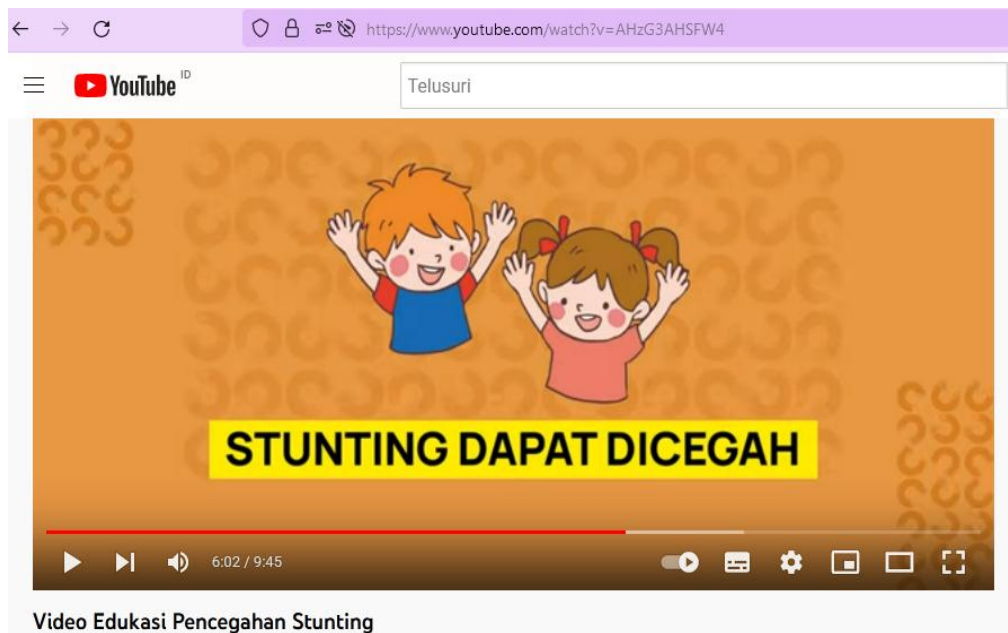 https://www.youtube.com/watch?v=AHzG3AHSFW4
YouTube ID
Telusuri
STUNTING DAPAT DICEGAH
6:02 / 9:45
Video Edukasi Pencegahan Stunting